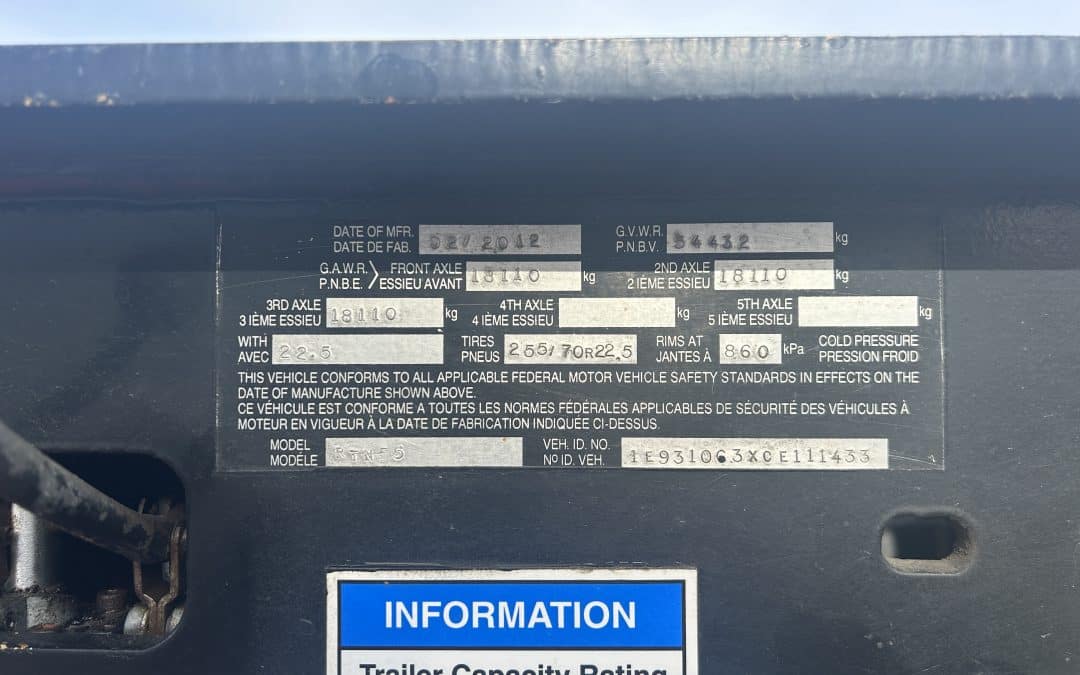 DATE OF MFR. 02/2012 G.V.W.R. 54432 kg
DATE DE FAB. P.N.B.V.
G.A.W.R. FRONT AXLE 18110 kg 2ND AXLE 18110 kg
P.N.B.E. ESSIEU AVANT 2 IÈME ESSIEU
3RD AXLE 18110 kg 4TH AXLE kg 5TH AXLE kg
3 IÈME ESSIEU 4 IÈME ESSIEU 5 IÈME ESSIEU
WITH 22.5 TIRES 255/70R22.5 RIMS AT 860 kPa COLD PRESSURE
AVEC PNEUS JANTES À PRESSION FROID
THIS VEHICLE CONFORMS TO ALL APPLICABLE FEDERAL MOTOR VEHICLE SAFETY STANDARDS IN EFFECTS ON THE
DATE OF MANUFACTURE SHOWN ABOVE.
CE VÉHICULE EST CONFORME A TOUTES LES NORMES FÉDÉRALES APPLICABLES DE SÉCURITÉ DES VÉHICULES À
MOTEUR EN VIGUEUR À LA DATE DE FABRICATION INDIQUÉE CI-DESSUS.
MODEL VEH. ID. NO. 1E931063XCE111433
MODÈLE Nº ID. VEH.
INFORMATION
Trailer Capacity Rating